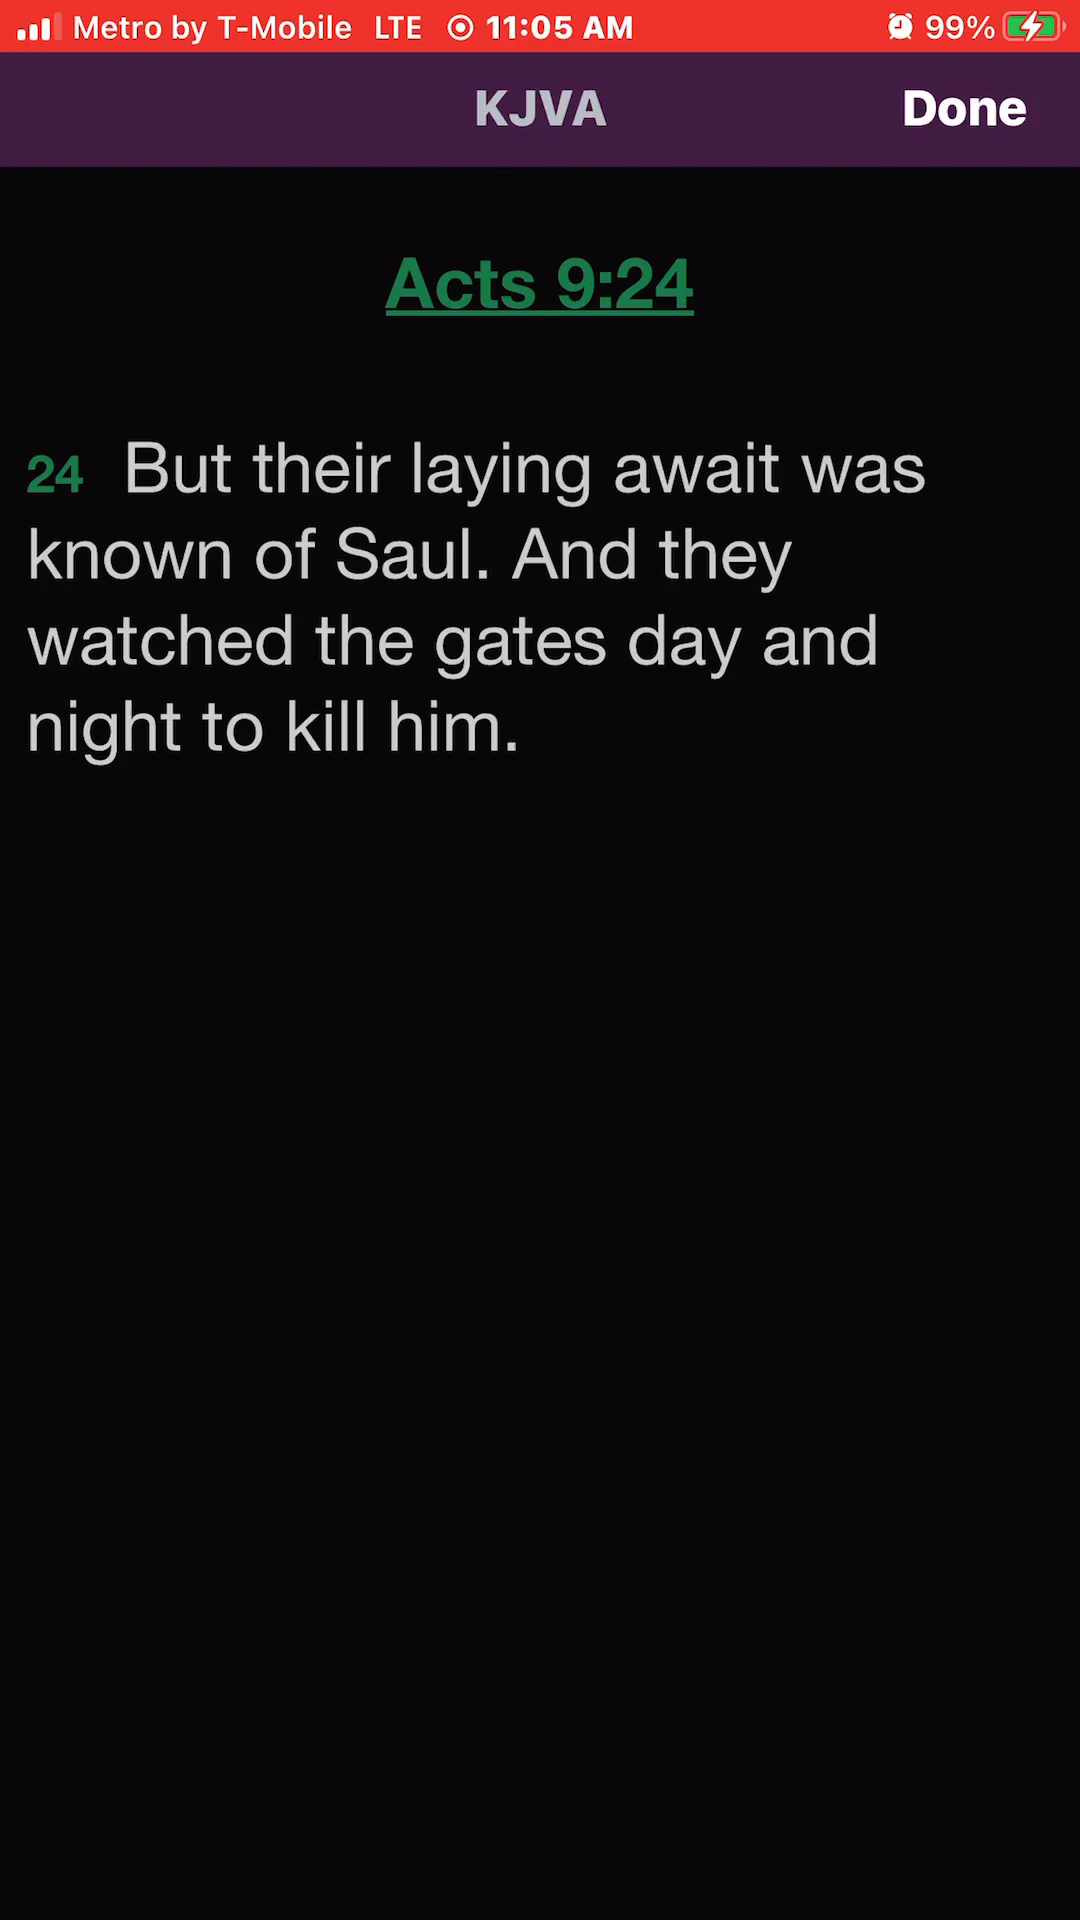 Metro by T-Mobile LTE 11:05 AM 99%
KJVA Done
Acts 9:24
24 But their laying await was
known of Saul. And they
watched the gates day and
night to kill him.